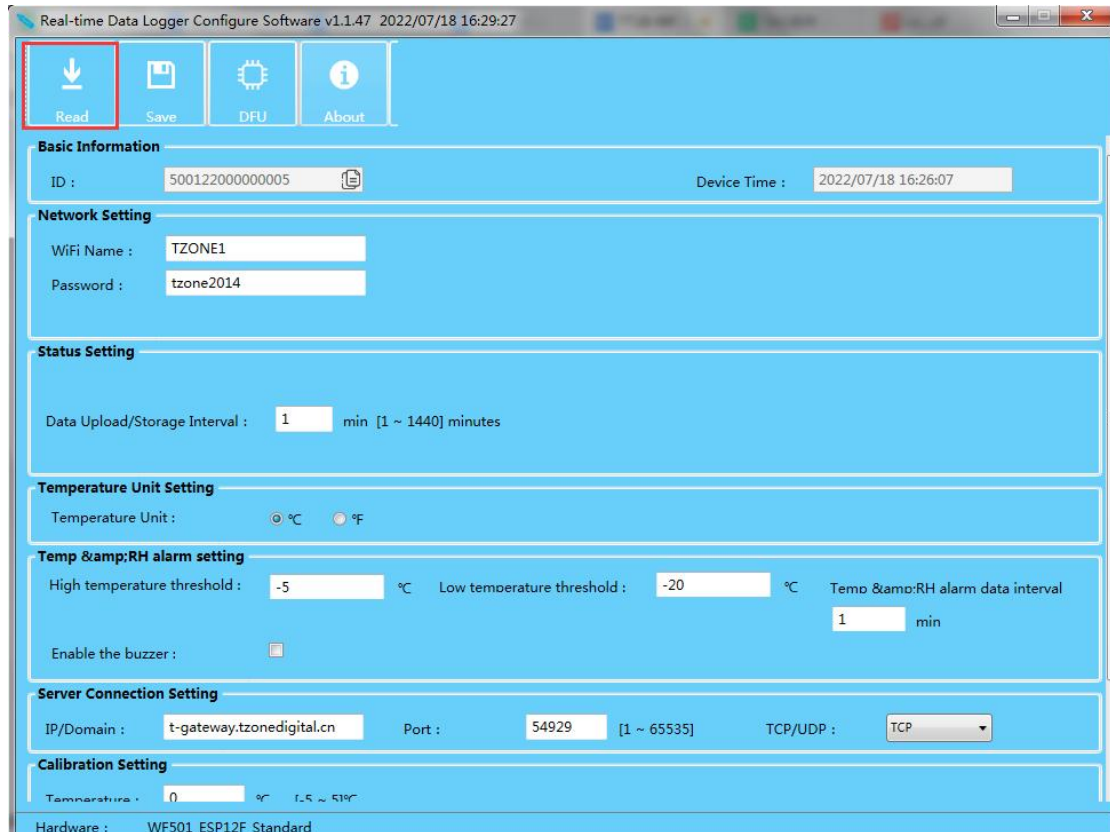 Real-time Data Logger Configure Software v1.1.47 2022/07/18 16:29:27
Read Save DFU About
Basic Information
ID : 500122000000005 Device Time : 2022/07/18 16:26:07
Network Setting
WiFi Name : TZONE1
Password : tzone2014
Status Setting
Data Upload/Storage Interval : 1 min [1 ~ 1440] minutes
Temperature Unit Setting
Temperature Unit : ℃ ℉
Temp &amp;RH alarm setting
High temperature threshold : -5 ℃ Low temperature threshold : -20 ℃ Temp &amp;RH alarm data interval
1 min
Enable the buzzer :
Server Connection Setting
IP/Domain : t-gateway.tzonedigital.cn Port : 54929 [1 ~ 65535] TCP/UDP : TCP
Calibration Setting
Temperature : 0 ℃ [-5 ~ 5]℃
Hardware : WF501_ESP12F_Standard